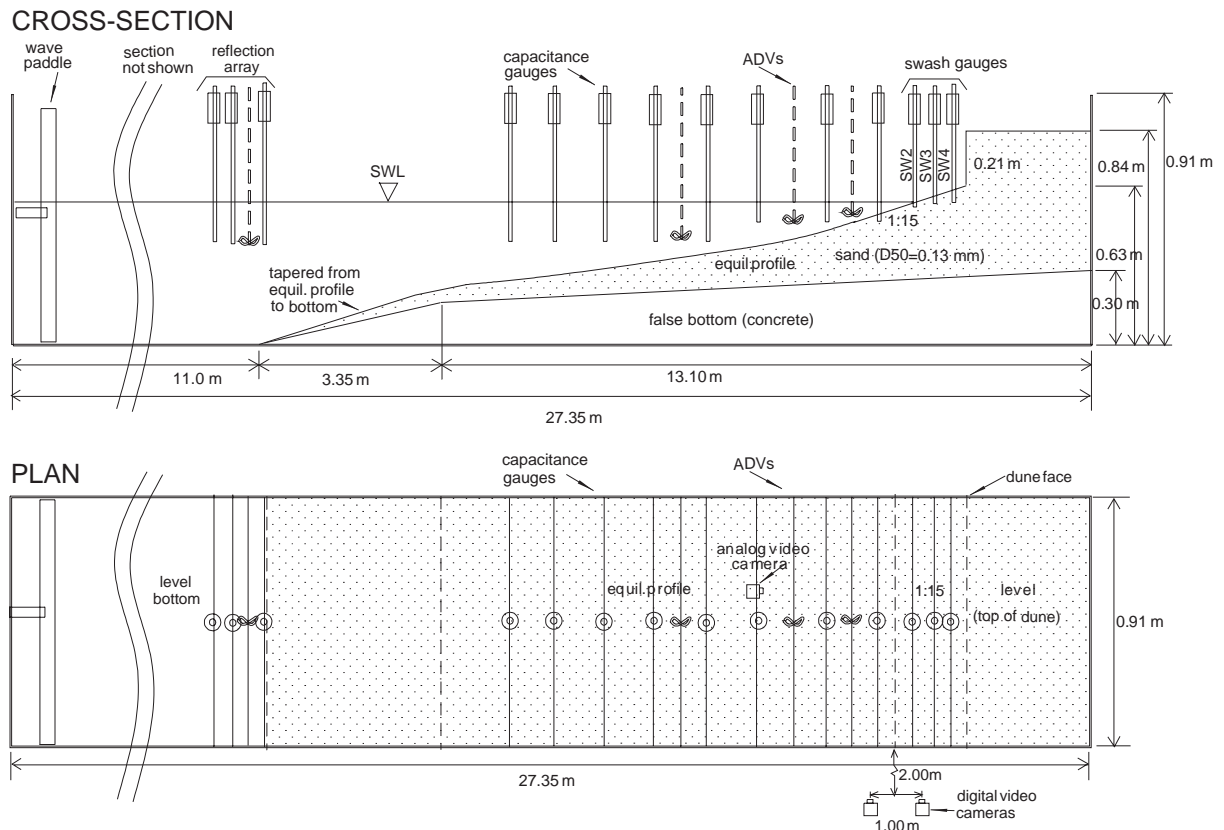 CROSS-SECTION
wave
paddle
section
not shown
reflection
array
capacitance
gauges
ADVs
swash gauges
SWL
SW2
SW3
SW4
0.21 m
0.84 m
0.91 m
1:15
equil.profile
sand (D50=0.13 mm)
0.63 m
0.30 m
tapered from
equil. profile
to bottom
false bottom (concrete)
11.0 m
3.35 m
13.10 m
27.35 m
PLAN
capacitance
gauges
ADVs
dune face
analog video
camera
level
bottom
equil.profile
1:15
level
(top of dune)
0.91 m
27.35 m
2.00m
digital video
cameras
1.00 m